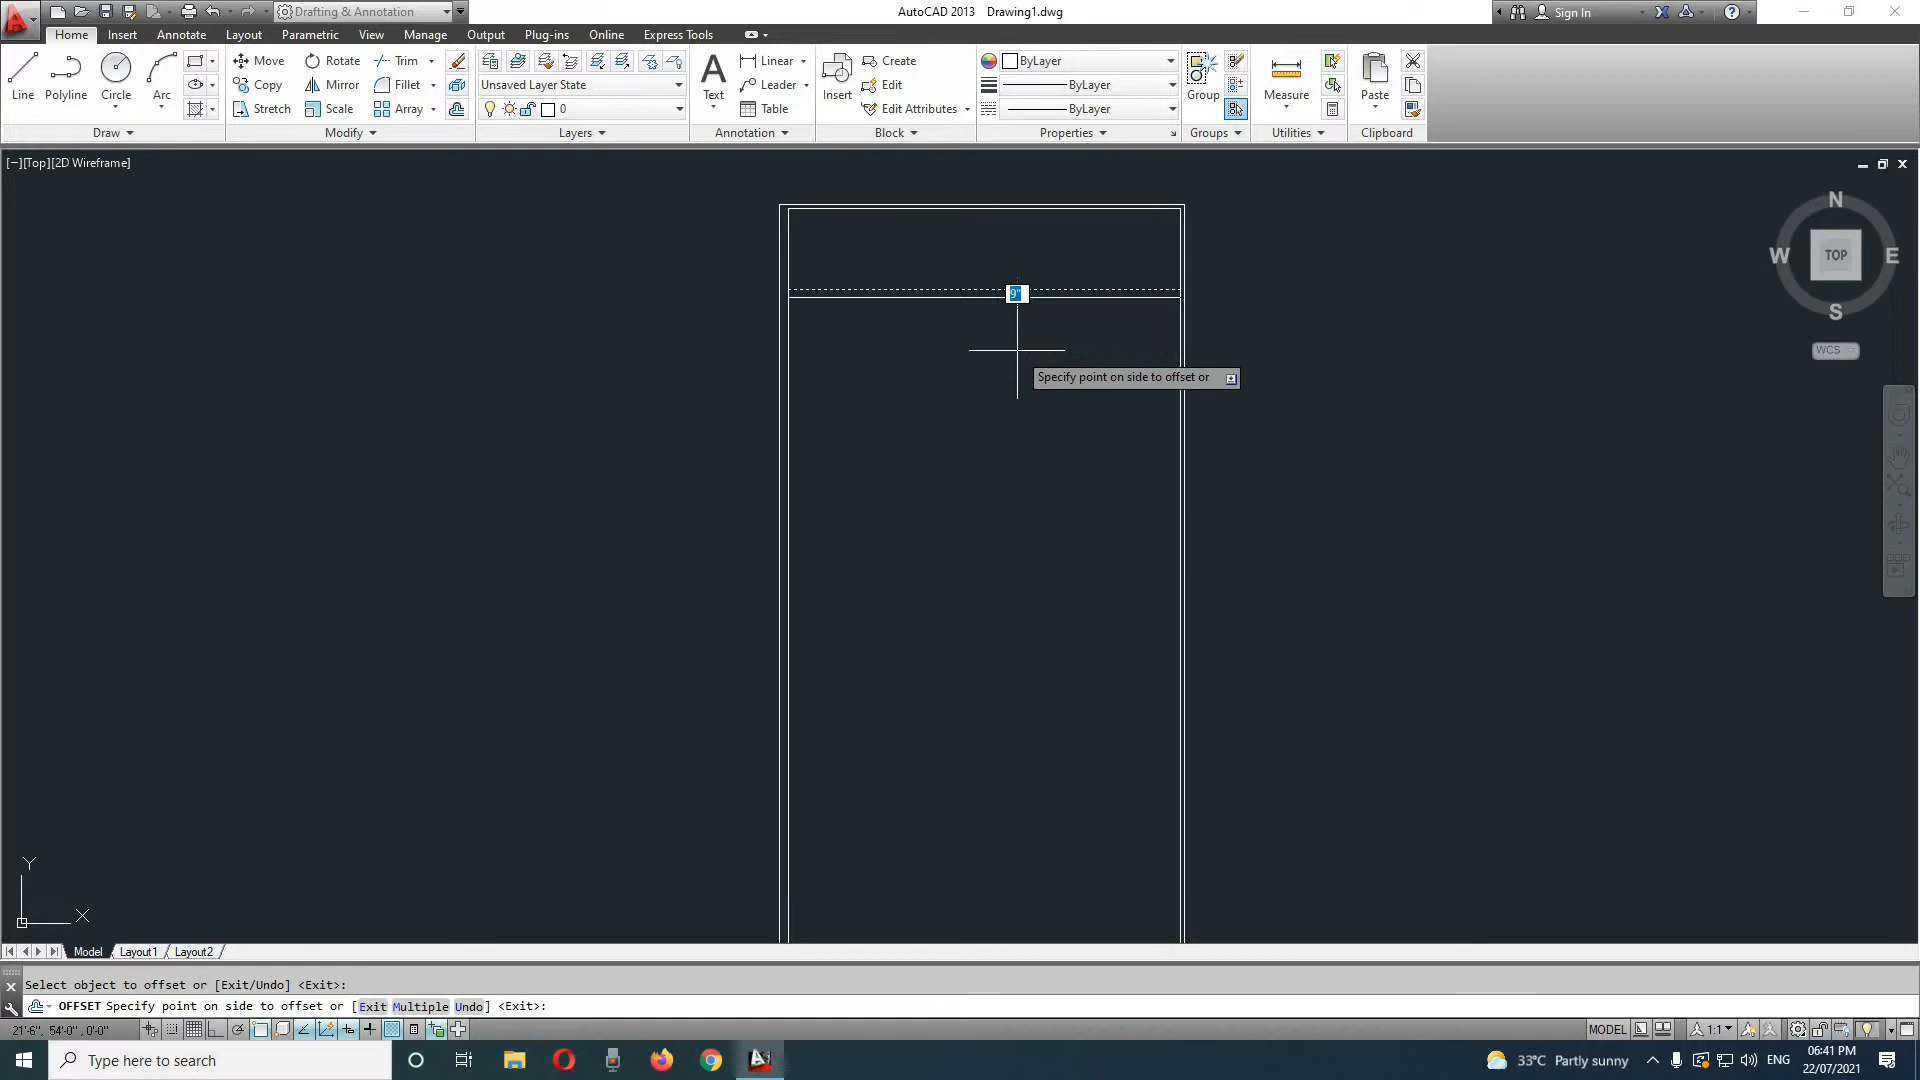 Drafting & Annotation
AutoCAD 2013 Drawing1.dwg
Sign In
Home Insert Annotate Layout Parametric View Manage Output Plug-ins Online Express Tools
Line Polyline Circle Arc
Move Rotate Trim
Copy Mirror Fillet
Stretch Scale Array
Unsaved Layer State
0
Text
Linear
Leader
Table
Insert
Create
Edit
Edit Attributes
ByLayer
ByLayer
ByLayer
Group
Measure
Paste
Draw Modify Layers Annotation Block Properties Groups Utilities Clipboard
[−][Top][2D Wireframe]
N
W TOP E
S
WCS
9"
Specify point on side to offset or
Y
X
Model Layout1 Layout2
Select object to offset or [Exit/Undo] <Exit>:
OFFSET Specify point on side to offset or [Exit Multiple Undo] <Exit>:
21'-6", 54'-0" , 0'-0"
MODEL
1:1
Type here to search
33°C Partly sunny
ENG
06:41 PM
22/07/2021